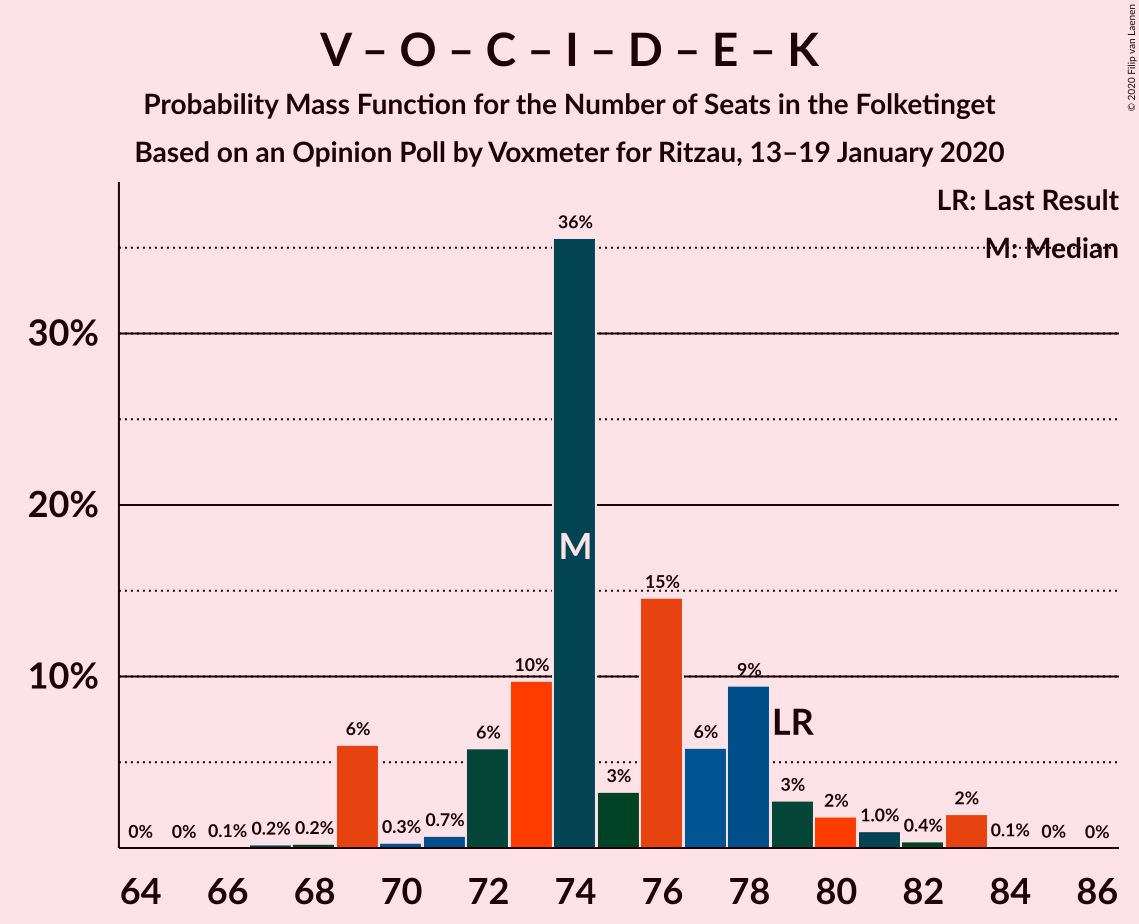 V – O – C – I – D – E – K
Probability Mass Function for the Number of Seats in the Folketinget
Based on an Opinion Poll by Voxmeter for Ritzau, 13–19 January 2020
© 2020 Filip van Laenen
LR: Last Result
M: Median
30%
20%
10%
0% 0% 0.1% 0.2% 0.2% 6% 0.3% 0.7% 6% 10% 36% 3% 15% 6% 9% 3% 2% 1.0% 0.4% 2% 0.1% 0% 0%
M
LR
64 66 68 70 72 74 76 78 80 82 84 86